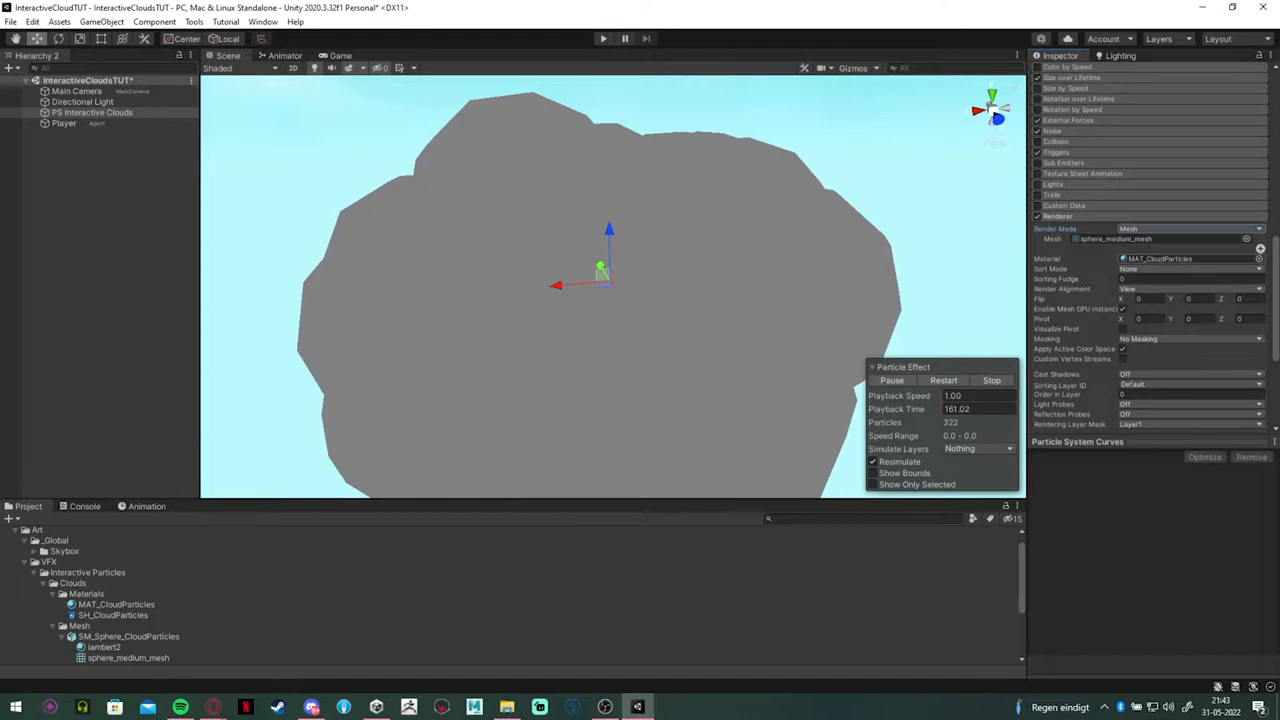 InteractiveCloudTUT - InteractiveCloudsTUT - PC, Mac & Linux Standalone - Unity 2020.3.32f1 Personal* <DX11>
File Edit Assets GameObject Component Tools Tutorial Window Help
Center Local Account Layers Layout
Hierarchy 2
All
InteractiveCloudsTUT*
Main Camera MainCamera
Directional Light
PS Interactive Clouds
Player Agent
Scene Animator Game
Shaded 2D 0 Gizmos All
y
Persp
Particle Effect
Pause Restart Stop
Playback Speed 1.00
Playback Time 161.02
Particles 322
Speed Range 0.0 - 0.0
Simulate Layers Nothing
Resimulate
Show Bounds
Show Only Selected
Inspector Lighting
Color by Speed
Size over Lifetime
Size by Speed
Rotation over Lifetime
Rotation by Speed
External Forces
Noise
Collision
Triggers
Sub Emitters
Texture Sheet Animation
Lights
Trails
Custom Data
Renderer
Render Mode Mesh
Mesh sphere_medium_mesh
Material MAT_CloudParticles
Sort Mode None
Sorting Fudge 0
Render Alignment View
Flip X 0 Y 0 Z 0
Enable Mesh GPU Instanc
Pivot X 0 Y 0 Z 0
Visualize Pivot
Masking No Masking
Apply Active Color Space
Custom Vertex Streams
Cast Shadows Off
Sorting Layer ID Default
Order in Layer 0
Light Probes Off
Reflection Probes Off
Rendering Layer Mask Layer1
Particle System Curves
Optimize Remove
Project Console Animation
15
Art
_Global
Skybox
VFX
Interactive Particles
Clouds
Materials
MAT_CloudParticles
SH_CloudParticles
Mesh
SM_Sphere_CloudParticles
lambert2
sphere_medium_mesh
Regen eindigt 21:43
31-05-2022
2